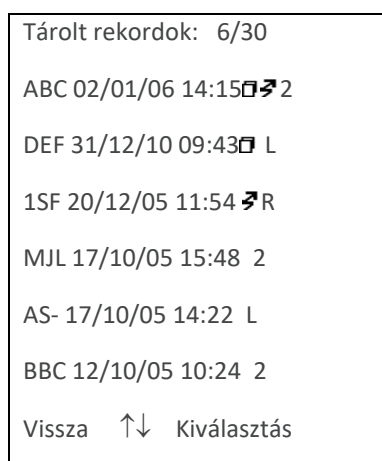 Tárolt rekordok: 6/30
ABC 02/01/06 14:15 2
DEF 31/12/10 09:43 L
1SF 20/12/05 11:54 R
MJL 17/10/05 15:48 2
AS- 17/10/05 14:22 L
BBC 12/10/05 10:24 2
Vissza ↑↓ Kiválasztás